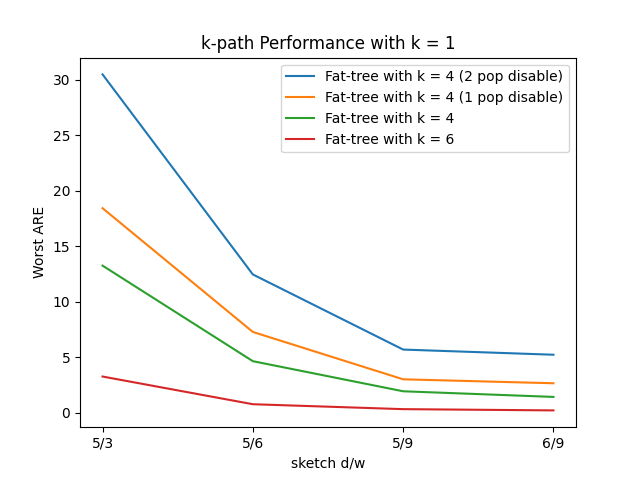 k-path Performance with k = 1
Fat-tree with k = 4 (2 pop disable)
Fat-tree with k = 4 (1 pop disable)
Fat-tree with k = 4
Fat-tree with k = 6
Worst ARE
30
25
20
15
10
5
0
5/3
5/6
5/9
6/9
sketch d/w